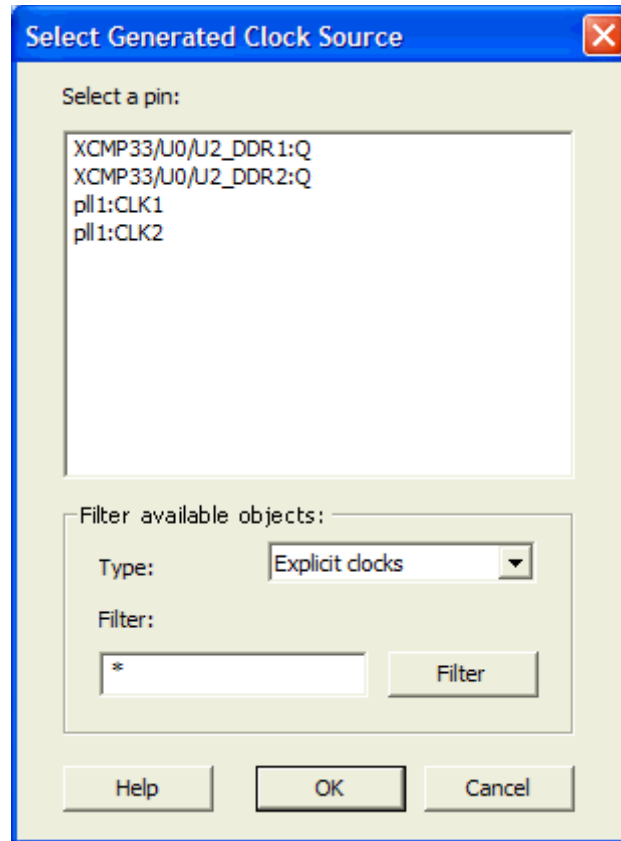 Select Generated Clock Source
Select a pin:
XCMP33/U0/U2_DDR1:Q
XCMP33/U0/U2_DDR2:Q
pll1:CLK1
pll1:CLK2
Filter available objects:
Type:
Explicit clocks
Filter:
*
Filter
Help
OK
Cancel